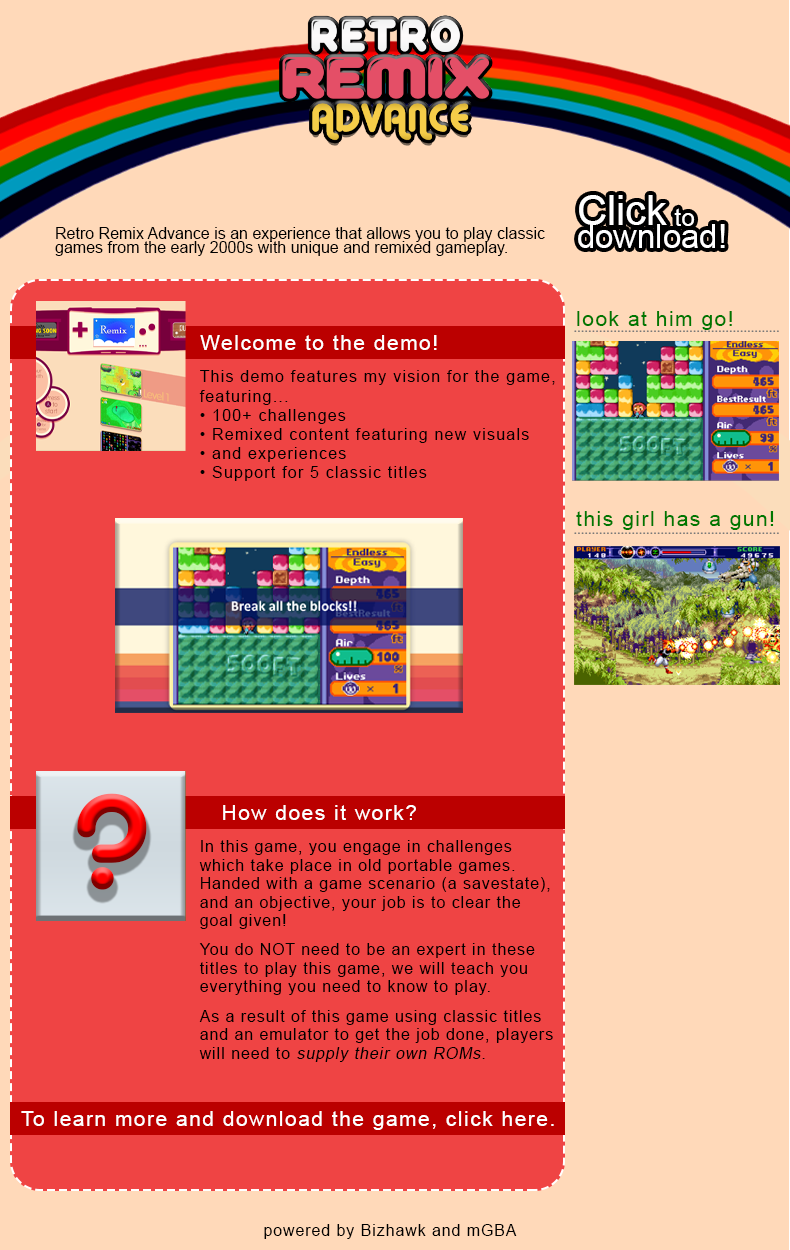 RETRO
REMIX
ADVANCE
Click to
download!
Retro Remix Advance is an experience that allows you to play classic
games from the early 2000s with unique and remixed gameplay.
look at him go!
Remix
Level 1
Welcome to the demo!
This demo features my vision for the game,
featuring...
• 100+ challenges
• Remixed content featuring new visuals
• and experiences
• Support for 5 classic titles
Endless
Easy
Depth
465
ft
BestResult
465
ft
Air
99
%
Lives
× 1
500FT
this girl has a gun!
PLAYER
SCORE
49675
Endless
Easy
Depth
465
Break all the blocks!!
BestResult
465
ft
Air
100
%
Lives
× 1
500FT
How does it work?
In this game, you engage in challenges
which take place in old portable games.
Handed with a game scenario (a savestate),
and an objective, your job is to clear the
goal given!
You do NOT need to be an expert in these
titles to play this game, we will teach you
everything you need to know to play.
As a result of this game using classic titles
and an emulator to get the job done, players
will need to supply their own ROMs.
To learn more and download the game, click here.
powered by Bizhawk and mGBA